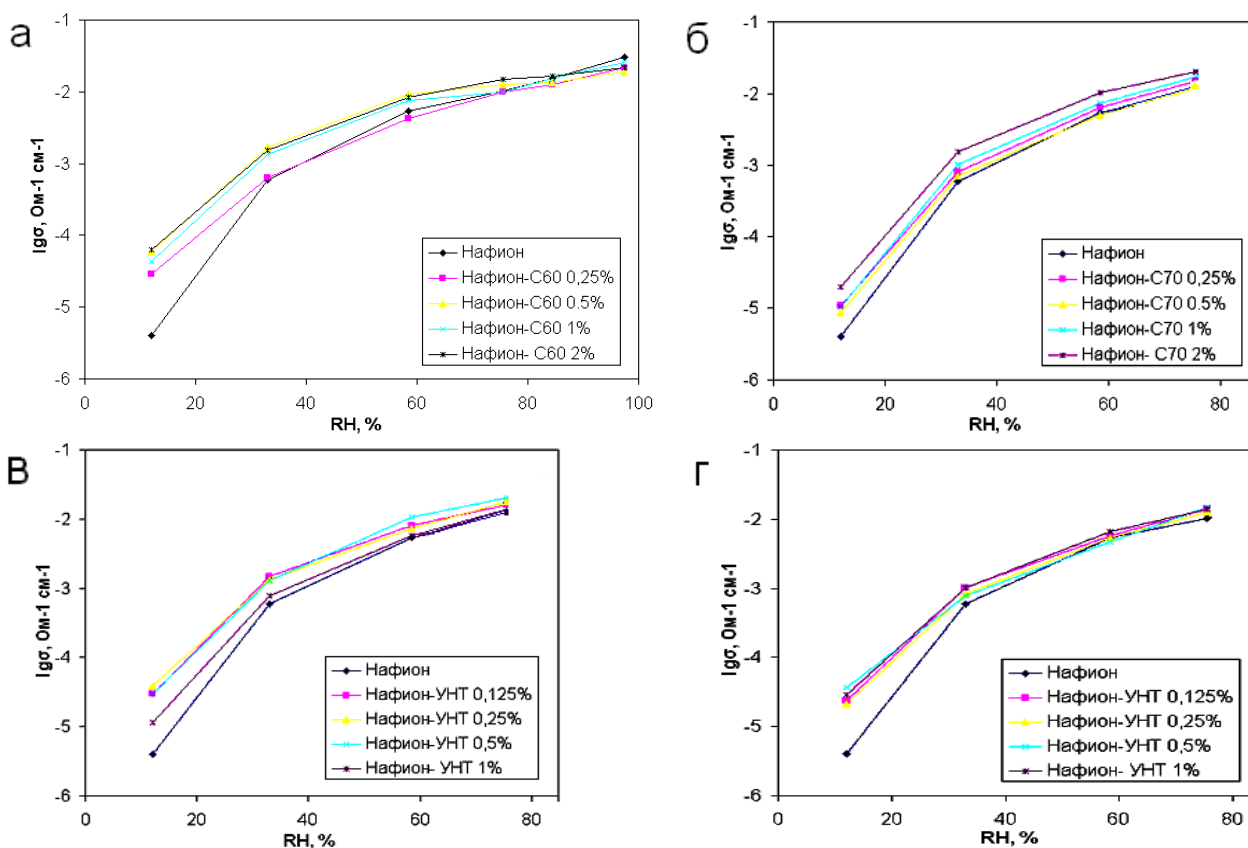 а
-1
-2
-3
-4
-5
-6
lgσ, Ом-1 см-1
0
20
40
60
80
100
RH, %
Нафион
Нафион-С60 0,25%
Нафион-С60 0.5%
Нафион-С60 1%
Нафион- С60 2%
б
-1
-2
-3
-4
-5
-6
lgσ, Ом-1 см-1
0
20
40
60
80
RH, %
Нафион
Нафион-С70 0,25%
Нафион-С70 0.5%
Нафион-С70 1%
Нафион- С70 2%
В
-1
-2
-3
-4
-5
-6
lgσ, Ом-1 см-1
0
20
40
60
80
RH, %
Нафион
Нафион-УНТ 0,125%
Нафион-УНТ 0,25%
Нафион-УНТ 0,5%
Нафион- УНТ 1%
Г
-1
-2
-3
-4
-5
-6
lgσ, Ом-1 см-1
0
20
40
60
80
RH, %
Нафион
Нафион-УНТ 0,125%
Нафион-УНТ 0,25%
Нафион-УНТ 0,5%
Нафион- УНТ 1%